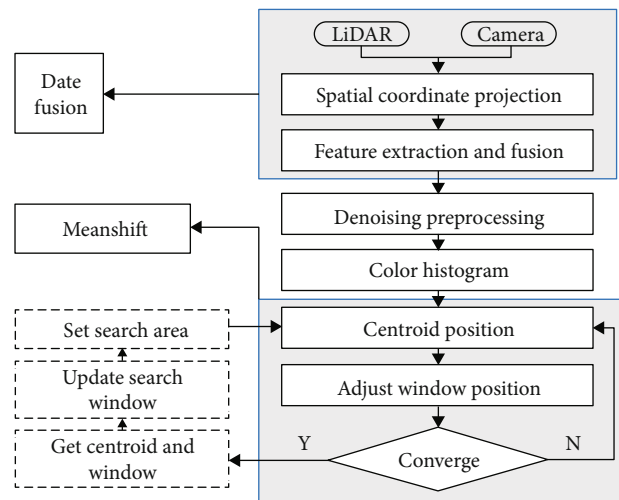 LiDAR
Camera
Date
fusion
Spatial coordinate projection
Feature extraction and fusion
Meanshift
Denoising preprocessing
Color histogram
Set search area
Centroid position
Update search
window
Adjust window position
Get centroid and
window
Y
Converge
N